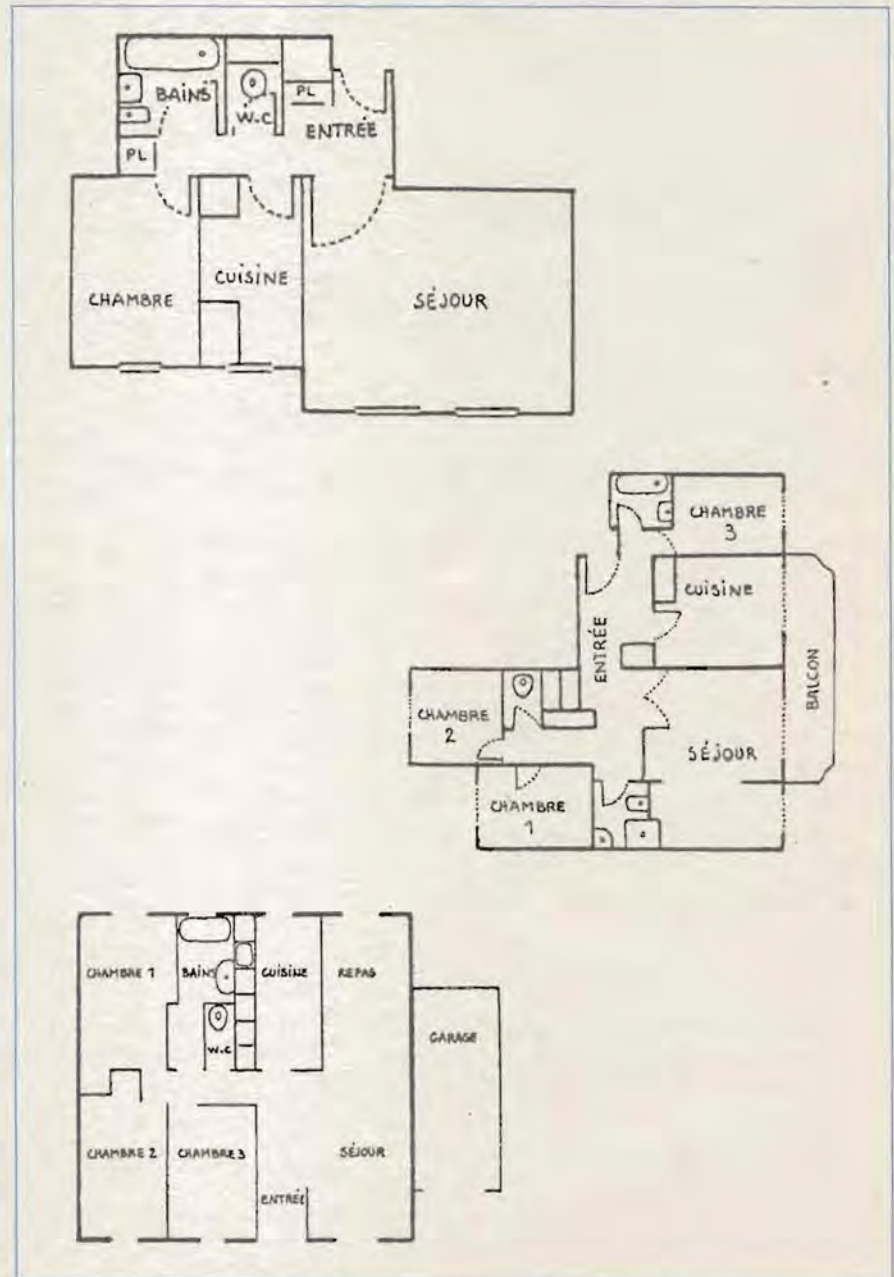 BAINS
W.C
PL
ENTRÉE
PL
CHAMBRE
CUISINE
SÉJOUR
CHAMBRE
3
CUISINE
ENTRÉE
BALCON
CHAMBRE
2
SÉJOUR
CHAMBRE
1
CHAMBRE 1
BAINS
CUISINE
REPAS
W.C
GARAGE
CHAMBRE 2
CHAMBRE 3
SÉJOUR
ENTRÉE